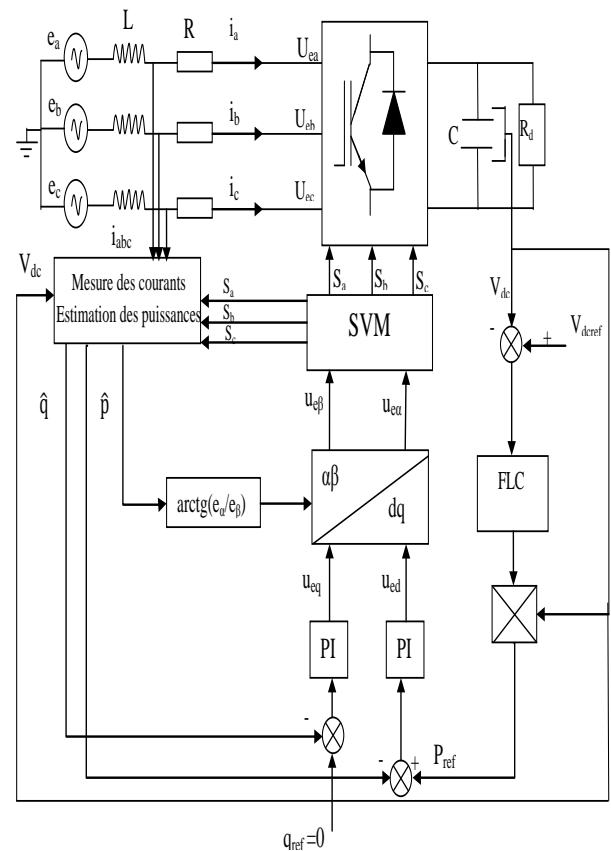 L
R
i_a
e_a
U_ea
e_b
i_b
U_eb
C
R_d
e_c
i_c
U_ec
i_abc
V_dc
Mesure des courants
Estimation des puissances
S_a
S_b
S_c
S_a
S_b
S_c
SVM
V_dc
-
+
V_dcref
q̂
p̂
u_eβ
u_eα
FLC
arctg(e_α/e_β)
αβ
dq
u_eq
u_ed
PI
PI
-
-
+
P_ref
q_ref =0